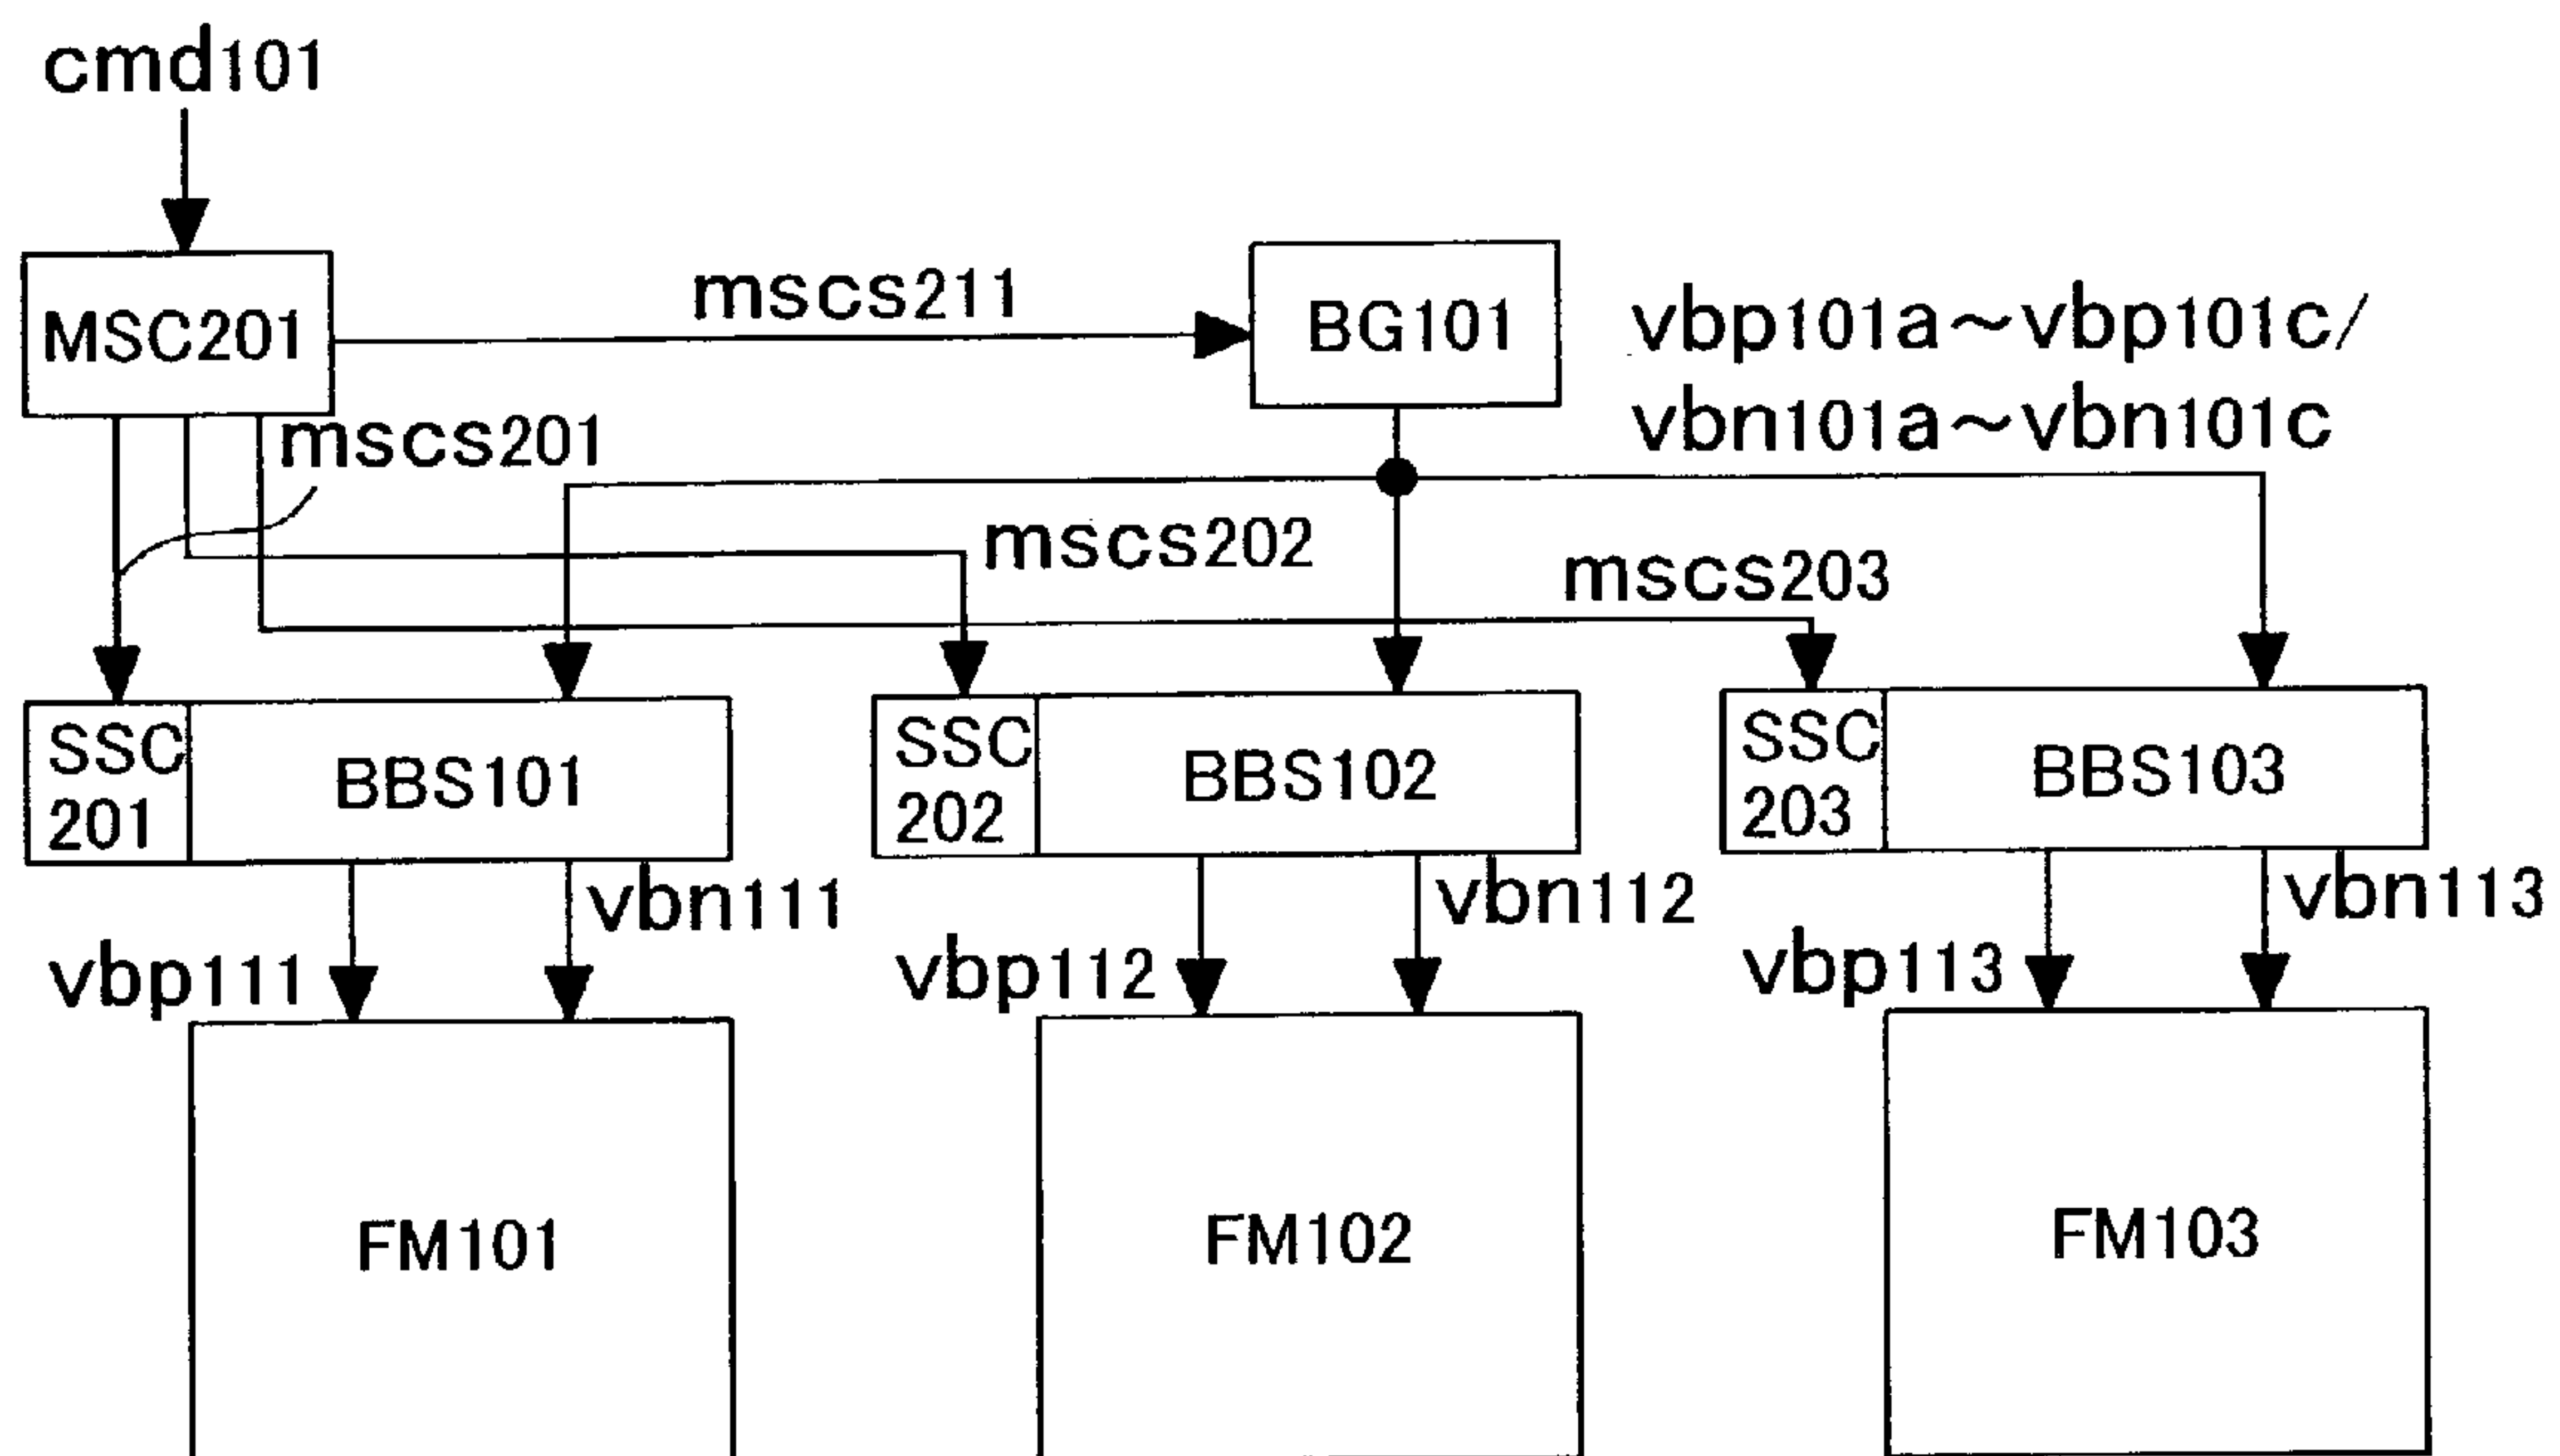 cmd101
MSC201
mscs211
BG101
vbp101a~vbp101c/
vbn101a~vbn101c
mscs201
mscs202
mscs203
SSC
201
BBS101
SSC
202
BBS102
SSC
203
BBS103
vbn111
vbn112
vbn113
vbp111
vbp112
vbp113
FM101
FM102
FM103